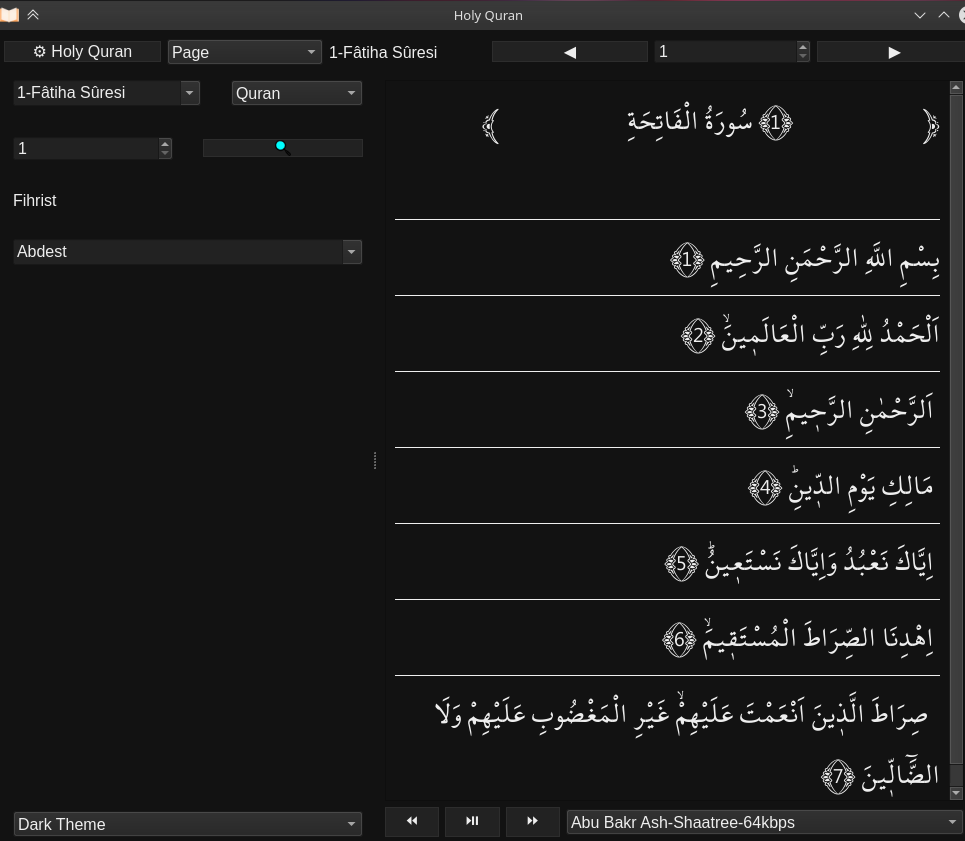 Holy Quran
Holy Quran Page 1-Fâtiha Sûresi 1
1-Fâtiha Sûresi Quran
1
Fihrist
Abdest
سُورَةُ الْفَاتِحَةِ 1
بِسْمِ اللَّهِ الرَّحْمَنِ الرَّحِيمِ 1
اَلْحَمْدُ لِلّٰهِ رَبِّ الْعَالَم۪ينَۙ 2
اَلرَّحْمٰنِ الرَّح۪يمِۙ 3
مَالِكِ يَوْمِ الدّ۪ينِۜ 4
اِيَّاكَ نَعْبُدُ وَاِيَّاكَ نَسْتَع۪ينُۜ 5
اِهْدِنَا الصِّرَاطَ الْمُسْتَق۪يمَۙ 6
صِرَاطَ الَّذ۪ينَ اَنْعَمْتَ عَلَيْهِمْۙ غَيْرِ الْمَغْضُوبِ عَلَيْهِمْ وَلَا
الضَّٓالّ۪ينَ 7
Dark Theme
Abu Bakr Ash-Shaatree-64kbps